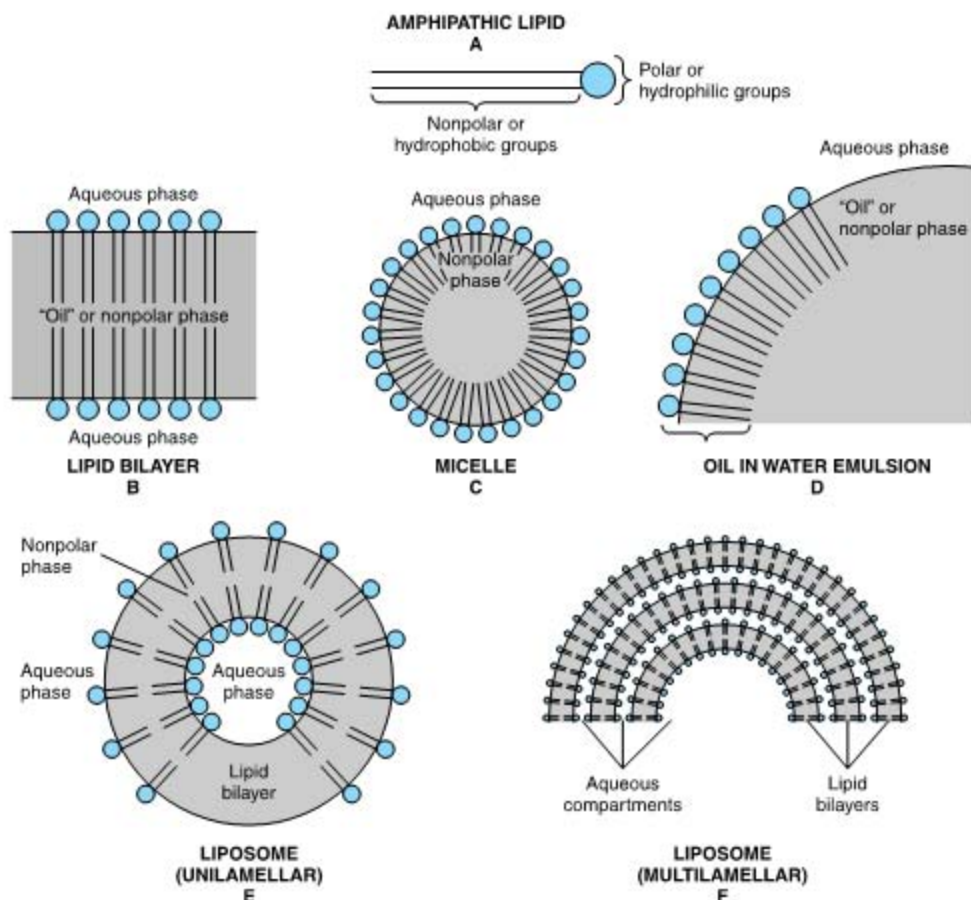 AMPHIPATHIC LIPID
A
Polar or
hydrophilic groups
Nonpolar or
hydrophobic groups
Aqueous phase
"Oil" or nonpolar phase
Aqueous phase
LIPID BILAYER
B
Aqueous phase
Nonpolar
phase
MICELLE
C
Aqueous phase
"Oil" or
nonpolar phase
OIL IN WATER EMULSION
D
Nonpolar
phase
Aqueous
phase
Aqueous
phase
Lipid
bilayer
LIPOSOME
(UNILAMELLAR)
E
Aqueous
compartments
Lipid
bilayers
LIPOSOME
(MULTILAMELLAR)
F